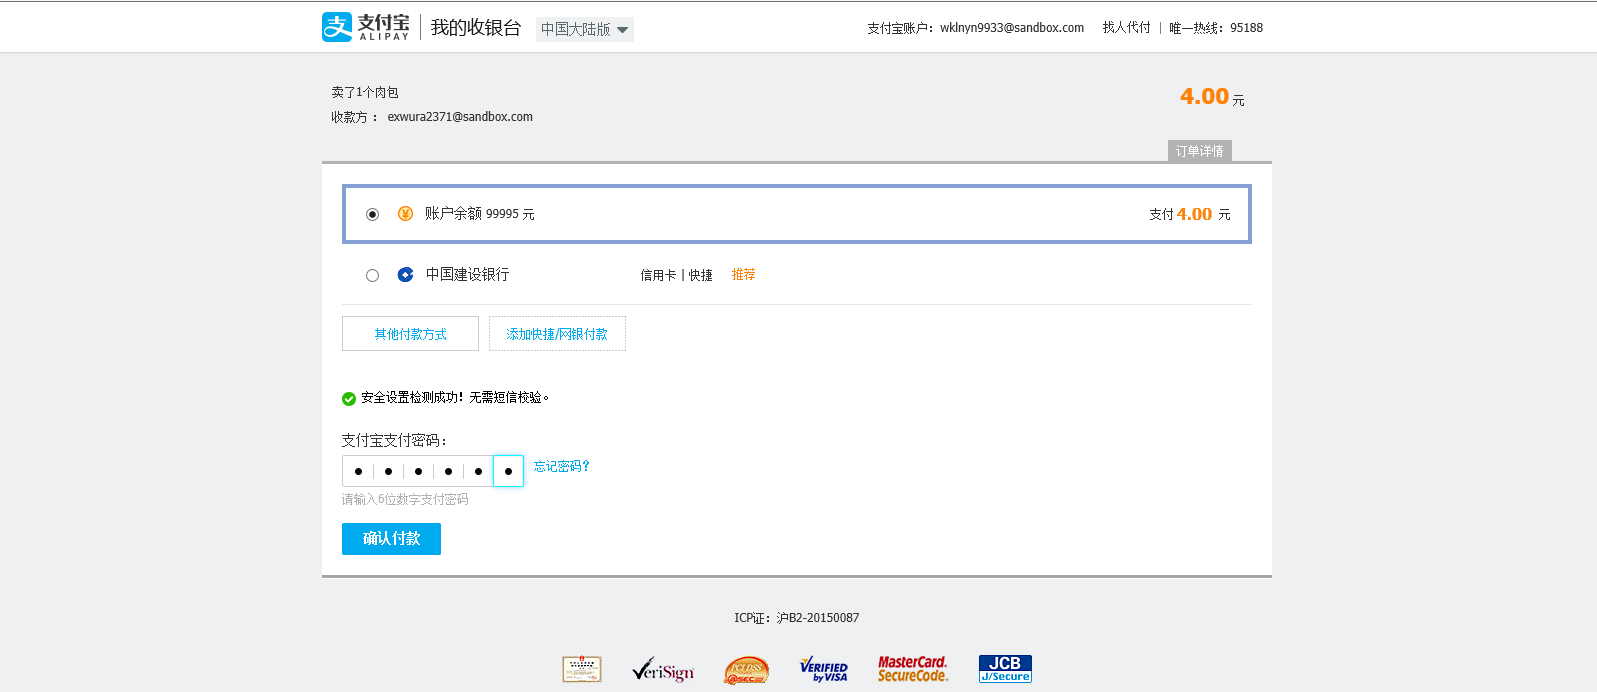 支付宝 ALIPAY 我的收银台 中国大陆版 支付宝账户：wklnyn9933@sandbox.com 找人代付 | 唯一热线：95188
卖了1个肉包 4.00 元
收款方： exwura2371@sandbox.com
订单详情
账户余额 99995 元 支付 4.00 元
中国建设银行 信用卡 | 快捷 推荐
其他付款方式 添加快捷/网银付款
安全设置检测成功！无需短信校验。
支付宝支付密码：
忘记密码？
请输入6位数字支付密码
确认付款
ICP证：沪B2-20150087
VeriSign PCI DSS @SEC VERIFIED by VISA MasterCard. SecureCode. JCB J/Secure